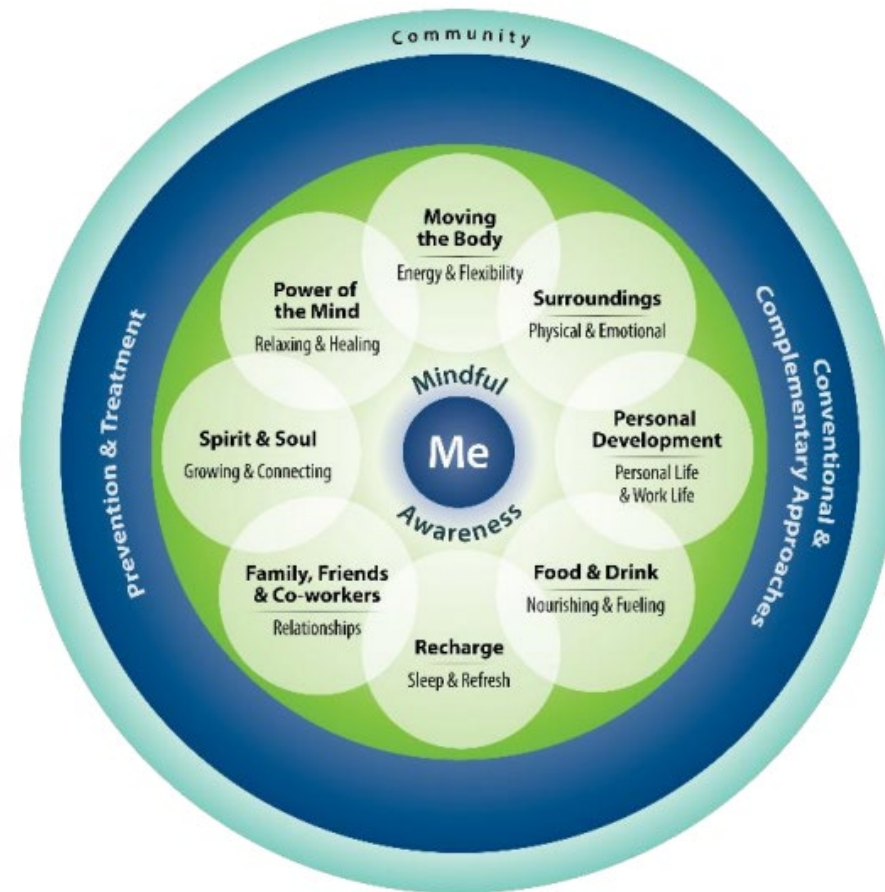 Community
Moving
the Body
Energy & Flexibility
Surroundings
Physical & Emotional
Personal
Development
Personal Life
& Work Life
Food & Drink
Nourishing & Fueling
Recharge
Sleep & Refresh
Family, Friends
& Co-workers
Relationships
Spirit & Soul
Growing & Connecting
Power of
the Mind
Relaxing & Healing
Mindful
Me
Awareness
Prevention & Treatment
Conventional &
Complementary Approaches